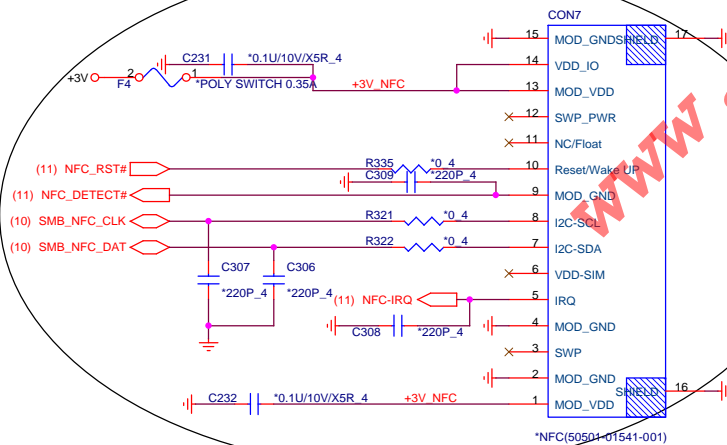 CON7
C231 *0.1U/10V/X5R_4
15 MOD_GND SHIELD 17
+3V 2 F4 1 *POLY SWITCH 0.35A +3V_NFC
14 VDD_IO
13 MOD_VDD
12 SWP_PWR
11 NC/Float
(11) NFC_RST# R335 *0_4 10 Reset/Wake UP
C309 *220P_4
(11) NFC_DETECT# 9 MOD_GND
(10) SMB_NFC_CLK R321 *0_4 8 I2C-SCL
(10) SMB_NFC_DAT R322 *0_4 7 I2C-SDA
C307 *220P_4
C306 *220P_4
6 VDD-SIM
(11) NFC-IRQ 5 IRQ
C308 *220P_4
4 MOD_GND
3 SWP
2 MOD_GND
SHIELD 16
C232 *0.1U/10V/X5R_4 +3V_NFC 1 MOD_VDD
*NFC(50501-01541-001)
www.